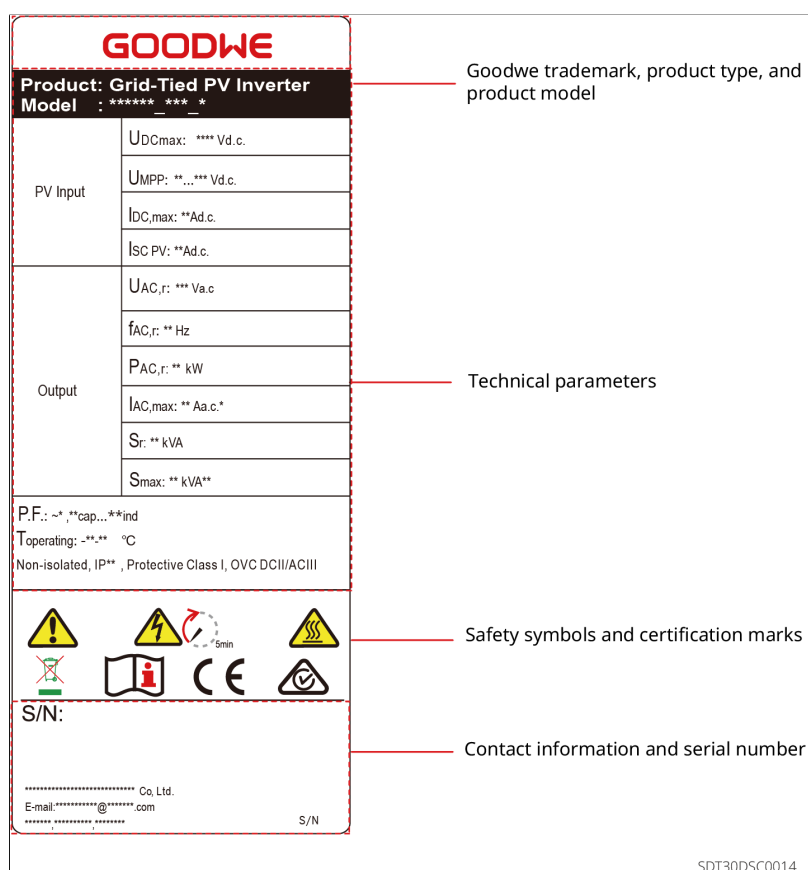 GOODWE
Product: Grid-Tied PV Inverter
Model : ******_***_*
PV Input
UDCmax: **** Vd.c.
UMPP: **...*** Vd.c.
IDC,max: **Ad.c.
ISC PV: **Ad.c.
Output
UAC,r: *** Va.c
fAC,r: ** Hz
PAC,r: ** kW
IAC,max: ** Aa.c.*
Sr: ** kVA
Smax: ** kVA**
P.F.: ~* ,**cap...**ind
Toperating: -**-** °C
Non-isolated, IP** , Protective Class I, OVC DCII/ACIII
5min
i
CE
S/N:
**************************** Co, Ltd.
E-mail:***********@*******.com
*******,**********,********
S/N
Goodwe trademark, product type, and
product model
Technical parameters
Safety symbols and certification marks
Contact information and serial number
SDT30DSC0014